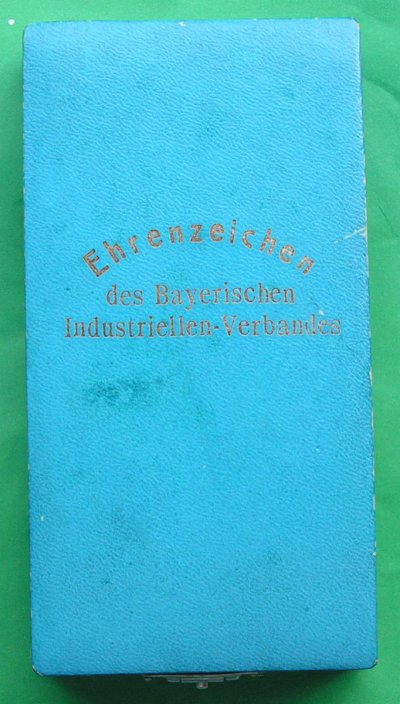 Ehrenzeichen
des Bayerischen
Industriellen-Verbandes